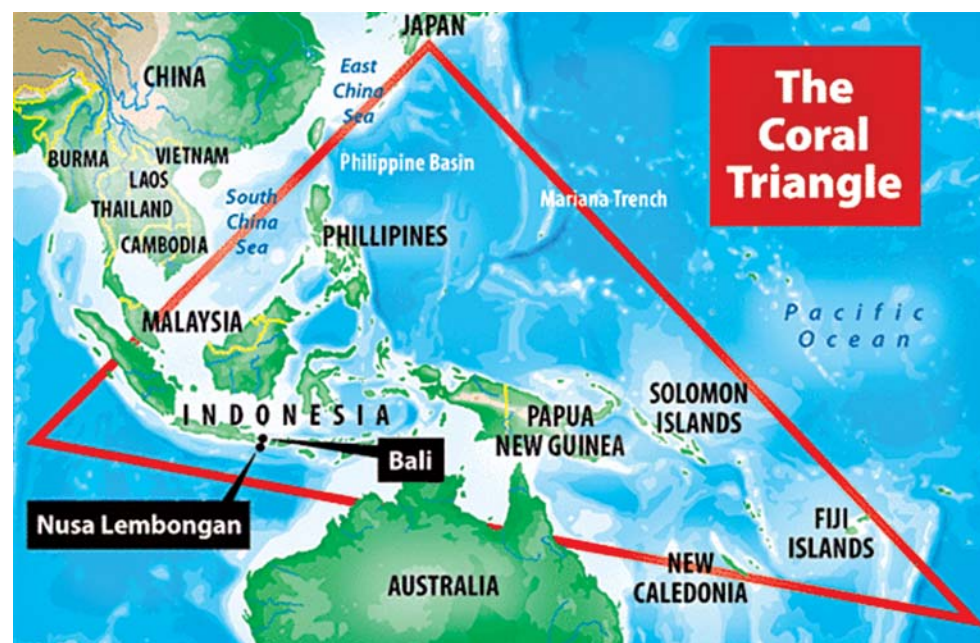 JAPAN
The
Coral
Triangle
CHINA
East
China
Sea
BURMA
VIETNAM
LAOS
THAILAND
CAMBODIA
South
China
Sea
Philippine Basin
Mariana Trench
PHILLIPINES
MALAYSIA
Pacific
Ocean
INDONESIA
PAPUA
NEW GUINEA
SOLOMON
ISLANDS
Bali
Nusa Lembongan
FIJI
ISLANDS
NEW
CALEDONIA
AUSTRALIA